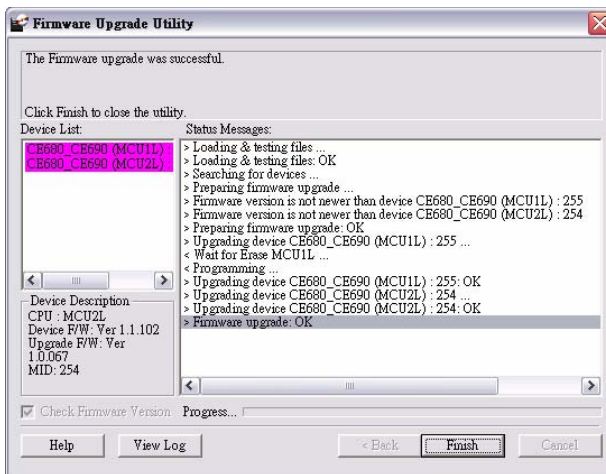 Firmware Upgrade Utility
The Firmware upgrade was successful.
Click Finish to close the utility.
Device List:
CE680_CE690 (MCU1L)
CE680_CE690 (MCU2L)
Status Messages:
> Loading & testing files ...
> Loading & testing files: OK
> Searching for devices ...
> Preparing firmware upgrade ...
> Firmware version is not newer than device CE680_CE690 (MCU1L) : 255
> Firmware version is not newer than device CE680_CE690 (MCU2L) : 254
> Preparing firmware upgrade: OK
> Upgrading device CE680_CE690 (MCU1L) : 255 ...
< Wait for Erase MCU1L ...
< Programming ...
> Upgrading device CE680_CE690 (MCU1L) : 255: OK
> Upgrading device CE680_CE690 (MCU2L) : 254 ...
> Upgrading device CE680_CE690 (MCU2L) : 254: OK
> Firmware upgrade: OK
Device Description
CPU : MCU2L
Device F/W: Ver 1.1.102
Upgrade F/W: Ver
1.0.067
MID: 254
Check Firmware Version
Progress...
Help
View Log
< Back
Finish
Cancel